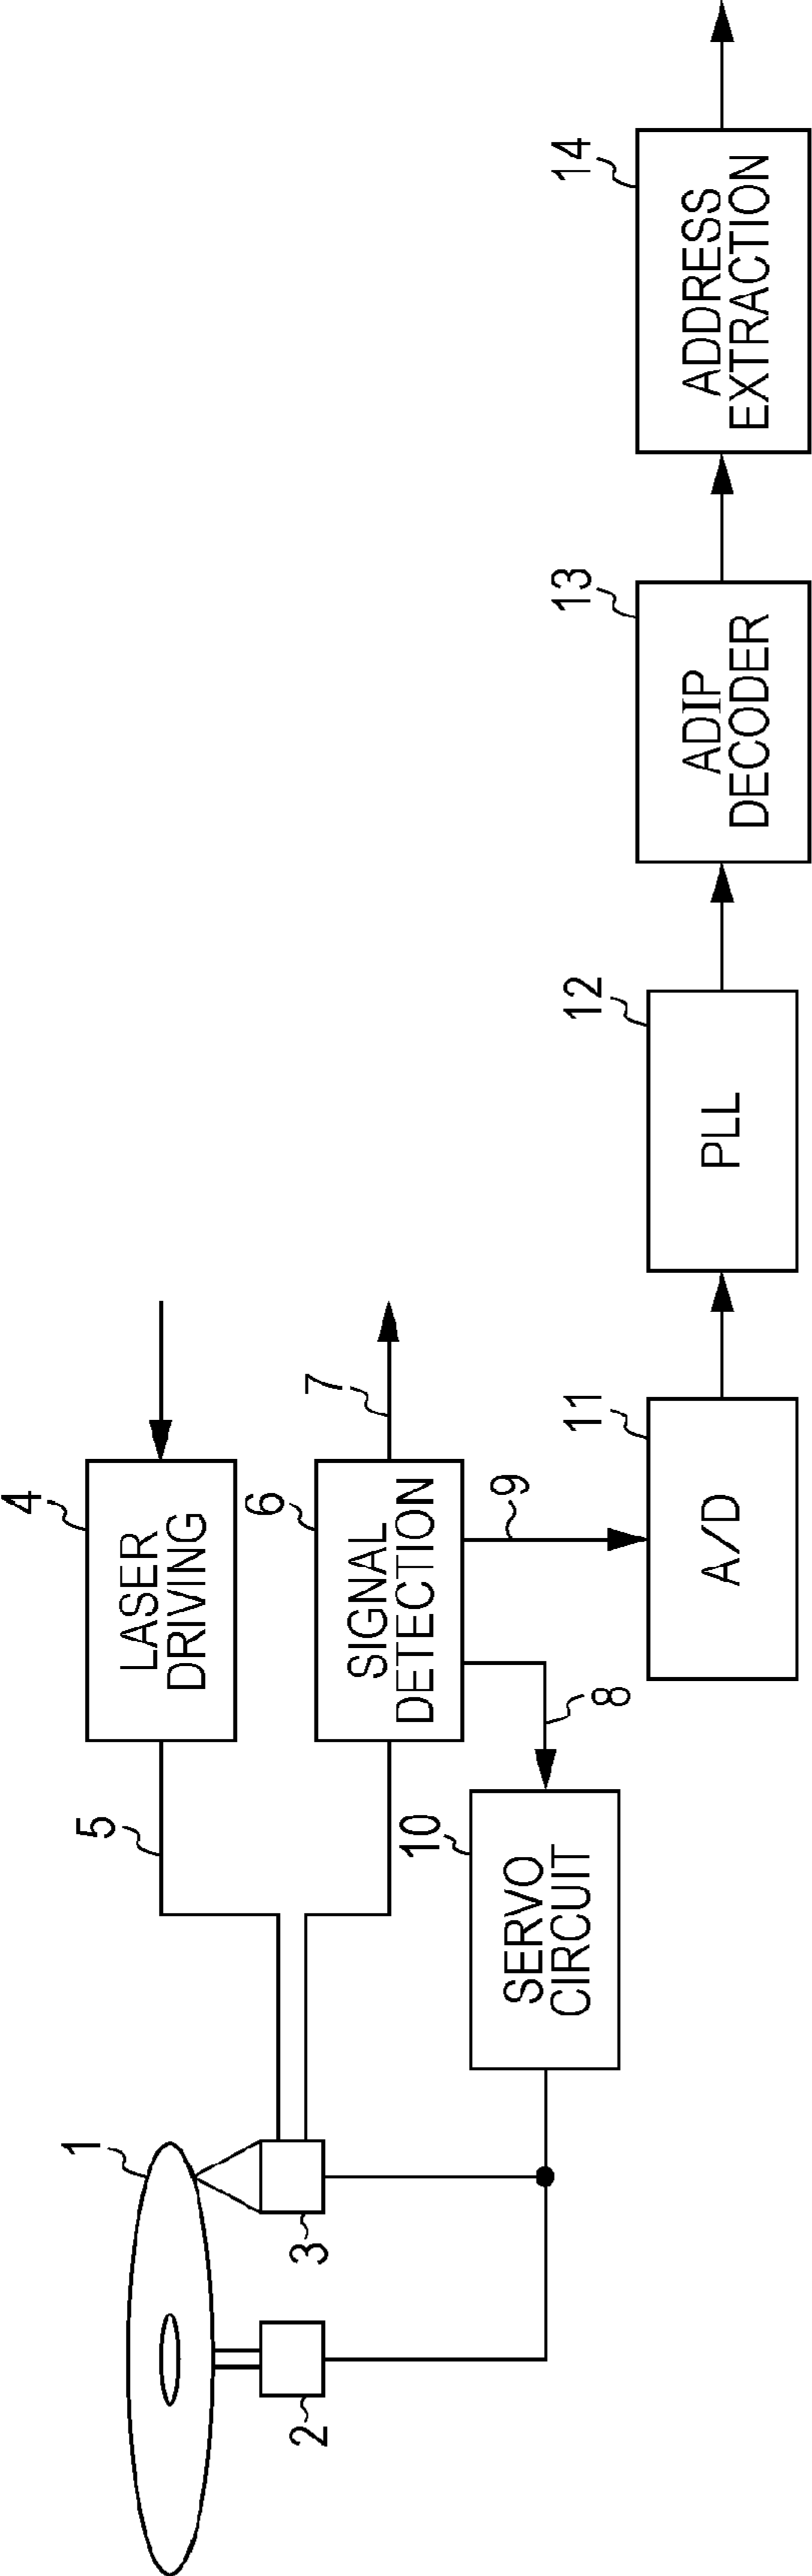 1
2
3
4
LASER
DRIVING
5
6
SIGNAL
DETECTION
7
8
9
10
SERVO
CIRCUIT
11
A/D
12
PLL
13
ADIP
DECODER
14
ADDRESS
EXTRACTION